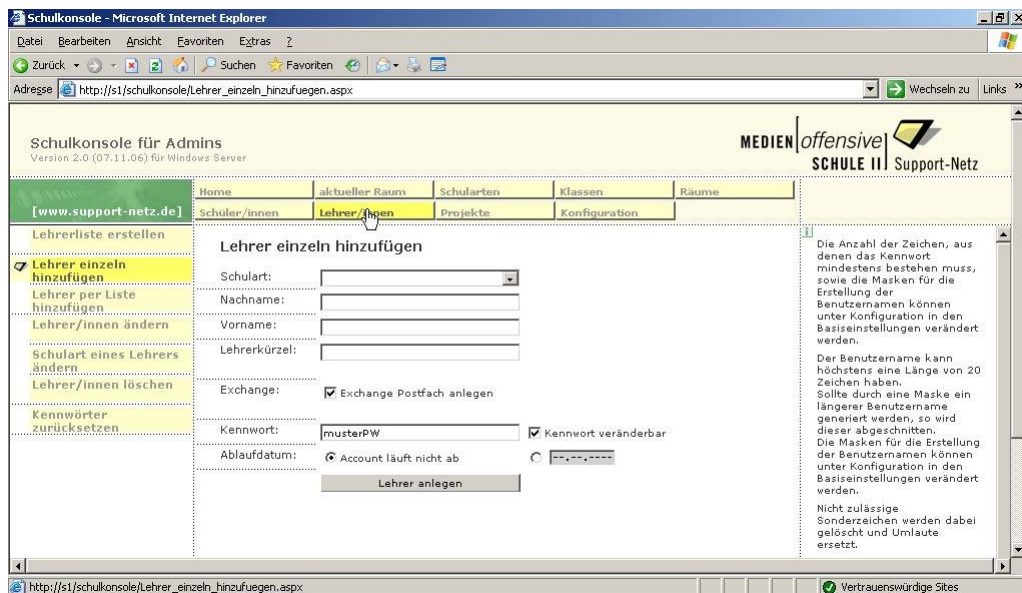 Schulkonsole - Microsoft Internet Explorer
Datei Bearbeiten Ansicht Favoriten Extras ?
Zurück Suchen Favoriten
Adresse http://s1/schulkonsole/Lehrer_einzeln_hinzufuegen.aspx Wechseln zu Links »
Schulkonsole für Admins
Version 2.0 (07.11.06) für Windows Server
MEDIEN offensive
SCHULE II Support-Netz
[www.support-netz.de]
Home aktueller Raum Schularten Klassen Räume
Schüler/innen Lehrer/innen Projekte Konfiguration
Lehrerliste erstellen
Lehrer einzeln
hinzufügen
Lehrer per Liste
hinzufügen
Lehrer/innen ändern
Schulart eines Lehrers
ändern
Lehrer/innen löschen
Kennwörter
zurücksetzen
Lehrer einzeln hinzufügen
Schulart:
Nachname:
Vorname:
Lehrerkürzel:
Exchange: Exchange Postfach anlegen
Kennwort: musterPW Kennwort veränderbar
Ablaufdatum: Account läuft nicht ab --.--.----
Lehrer anlegen
i
Die Anzahl der Zeichen, aus
denen das Kennwort
mindestens bestehen muss,
sowie die Masken für die
Erstellung der
Benutzernamen können
unter Konfiguration in den
Basiseinstellungen verändert
werden.
Der Benutzername kann
höchstens eine Länge von 20
Zeichen haben.
Sollte durch eine Maske ein
längerer Benutzername
generiert werden, so wird
dieser abgeschnitten.
Die Masken für die Erstellung
der Benutzernamen können
unter Konfiguration in den
Basiseinstellungen verändert
werden.
Nicht zulässige
Sonderzeichen werden dabei
gelöscht und Umlaute
ersetzt.
http://s1/schulkonsole/Lehrer_einzeln_hinzufuegen.aspx Vertrauenswürdige Sites